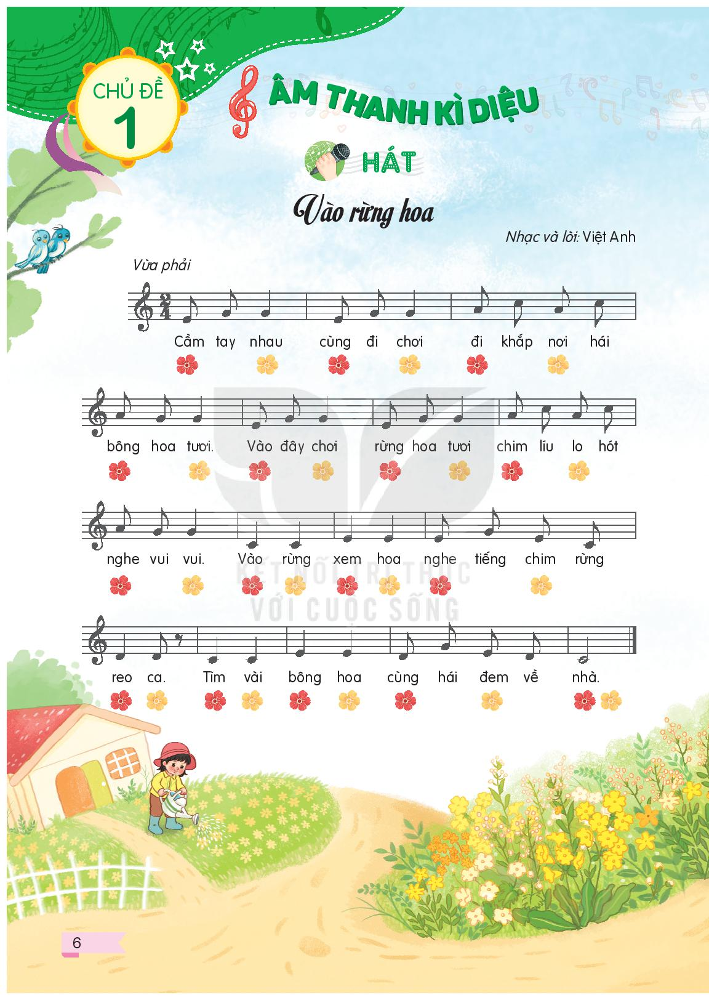 CHỦ ĐỀ
1
ÂM THANH KÌ DIỆU
HÁT
Vào rừng hoa
Nhạc và lời: Việt Anh
Vừa phải
2
4
Cầm tay nhau cùng đi chơi đi khắp nơi hái
bông hoa tươi. Vào đây chơi rừng hoa tươi chim líu lo hót
nghe vui vui. Vào rừng xem hoa nghe tiếng chim rừng
KẾT NỐI TRI THỨC
VỚI CUỘC SỐNG
reo ca. Tìm vài bông hoa cùng hái đem về nhà.
6